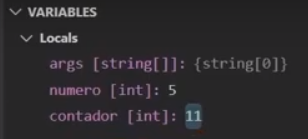 VARIABLES
Locals
args [string[]]: {string[0]}
numero [int]: 5
contador [int]: 11